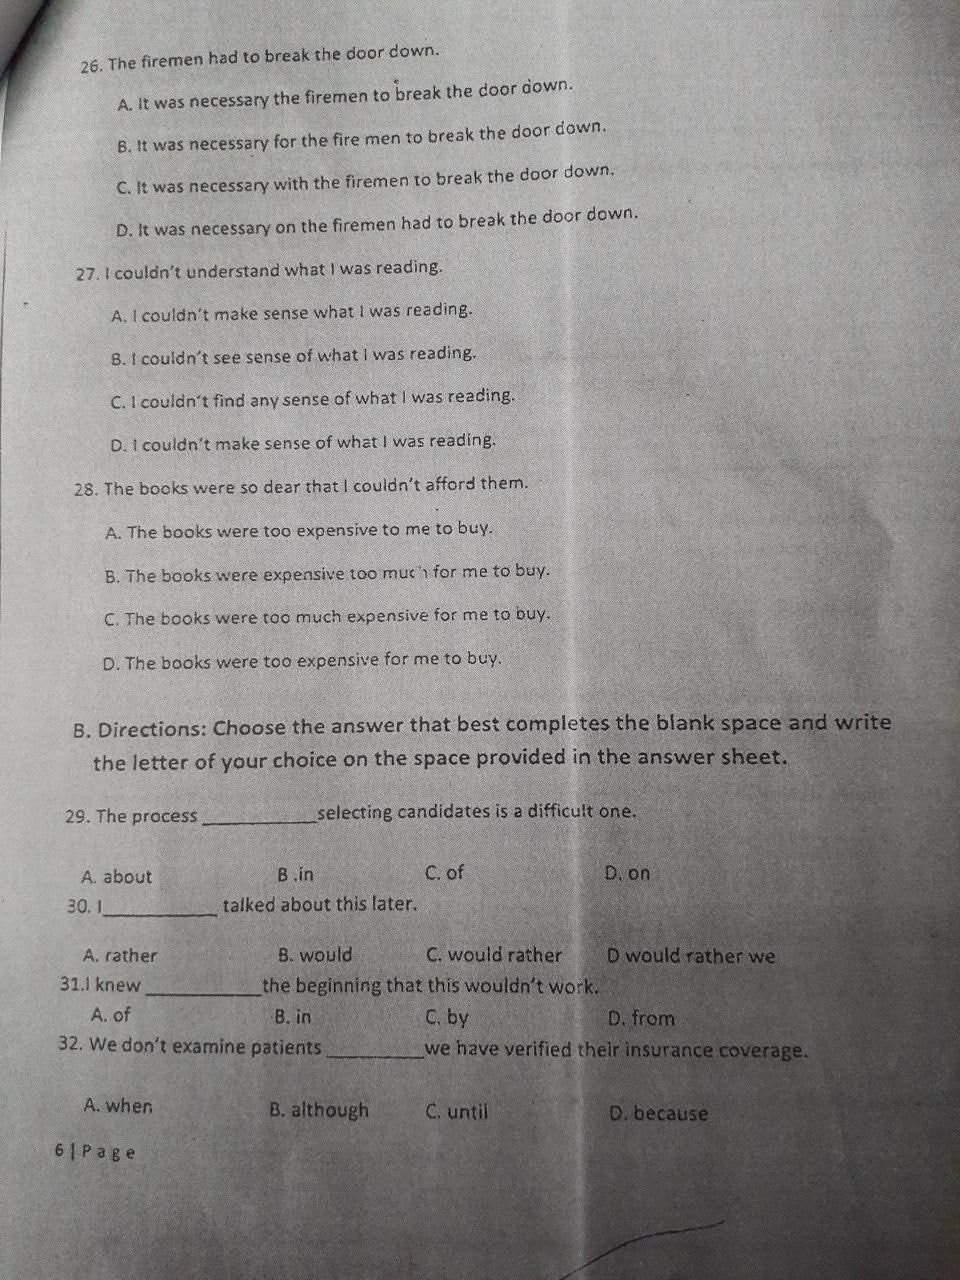 26. The firemen had to break the door down.
A. It was necessary the firemen to break the door down.
B. It was necessary for the fire men to break the door down.
C. It was necessary with the firemen to break the door down.
D. It was necessary on the firemen had to break the door down.
27. I couldn't understand what I was reading.
A. I couldn't make sense what I was reading.
B. I couldn't see sense of what I was reading.
C. I couldn't find any sense of what I was reading.
D. I couldn't make sense of what I was reading.
28. The books were so dear that I couldn't afford them.
A. The books were too expensive to me to buy.
B. The books were expensive too much for me to buy.
C. The books were too much expensive for me to buy.
D. The books were too expensive for me to buy.
B. Directions: Choose the answer that best completes the blank space and write
the letter of your choice on the space provided in the answer sheet.
29. The process ____________selecting candidates is a difficult one.
A. about B .in C. of D. on
30. I____________ talked about this later.
A. rather B. would C. would rather D would rather we
31.I knew ____________the beginning that this wouldn't work.
A. of B. in C. by D. from
32. We don't examine patients __________we have verified their insurance coverage.
A. when B. although C. until D. because
6 | P a g e